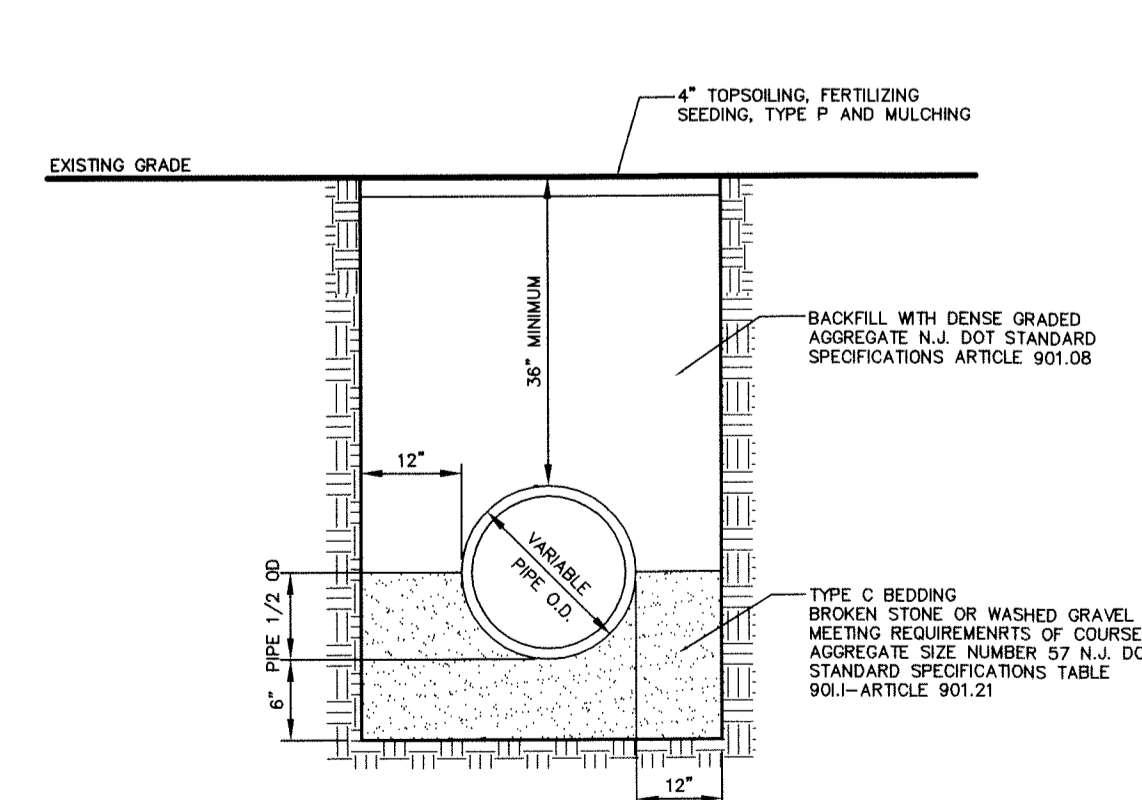 4" TOPSOILING, FERTILIZING
SEEDING, TYPE P AND MULCHING
EXISTING GRADE
36" MINIMUM
BACKFILL WITH DENSE GRADED
AGGREGATE N.J. DOT STANDARD
SPECIFICATIONS ARTICLE 901.08
12"
VARIABLE
PIPE O.D.
PIPE 1/2 OD
6"
TYPE C BEDDING
BROKEN STONE OR WASHED GRAVEL
MEETING REQUIREMENRTS OF COURSE
AGGREGATE SIZE NUMBER 57 N.J. DO
STANDARD SPECIFICATIONS TABLE
901.I-ARTICLE 901.21
12"